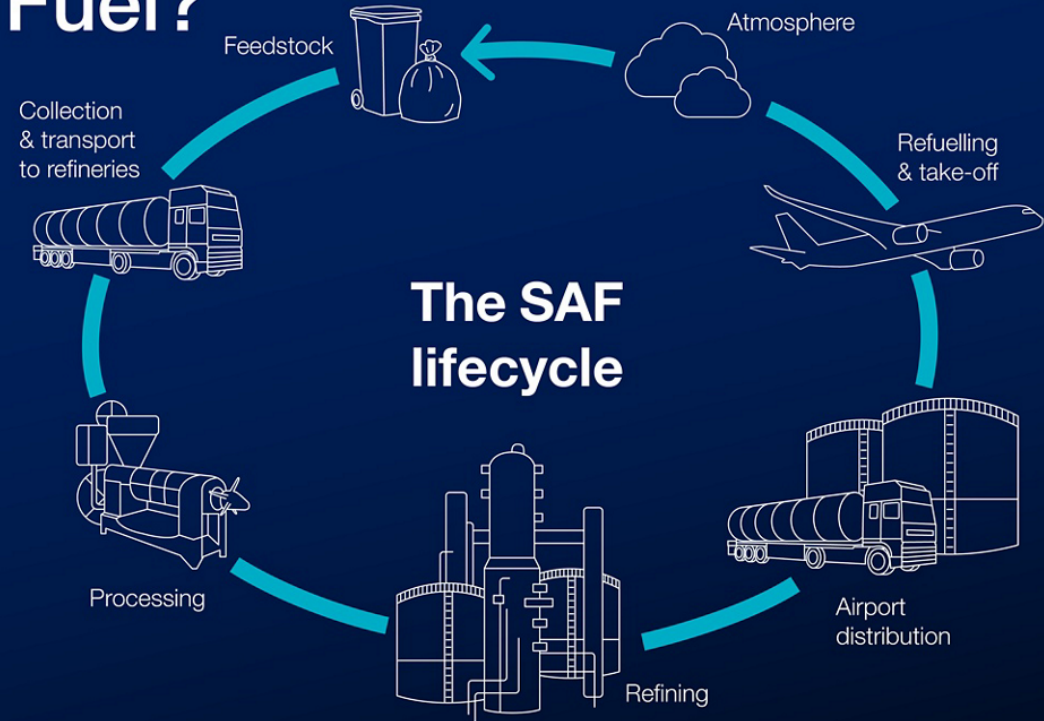 Fuel?
Feedstock
Atmosphere
Collection
& transport
to refineries
Refuelling
& take-off
The SAF
lifecycle
Processing
Airport
distribution
Refining